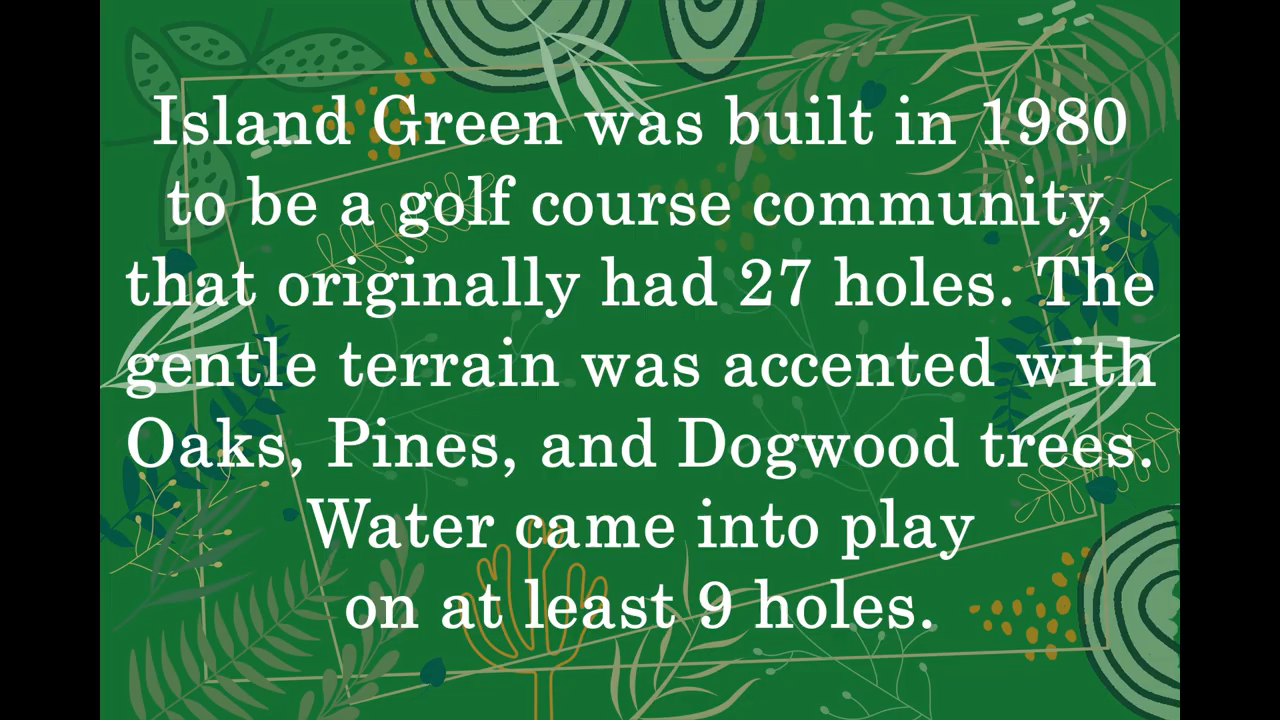 Island Green was built in 1980
to be a golf course community,
that originally had 27 holes. The
gentle terrain was accented with
Oaks, Pines, and Dogwood trees.
Water came into play
on at least 9 holes.